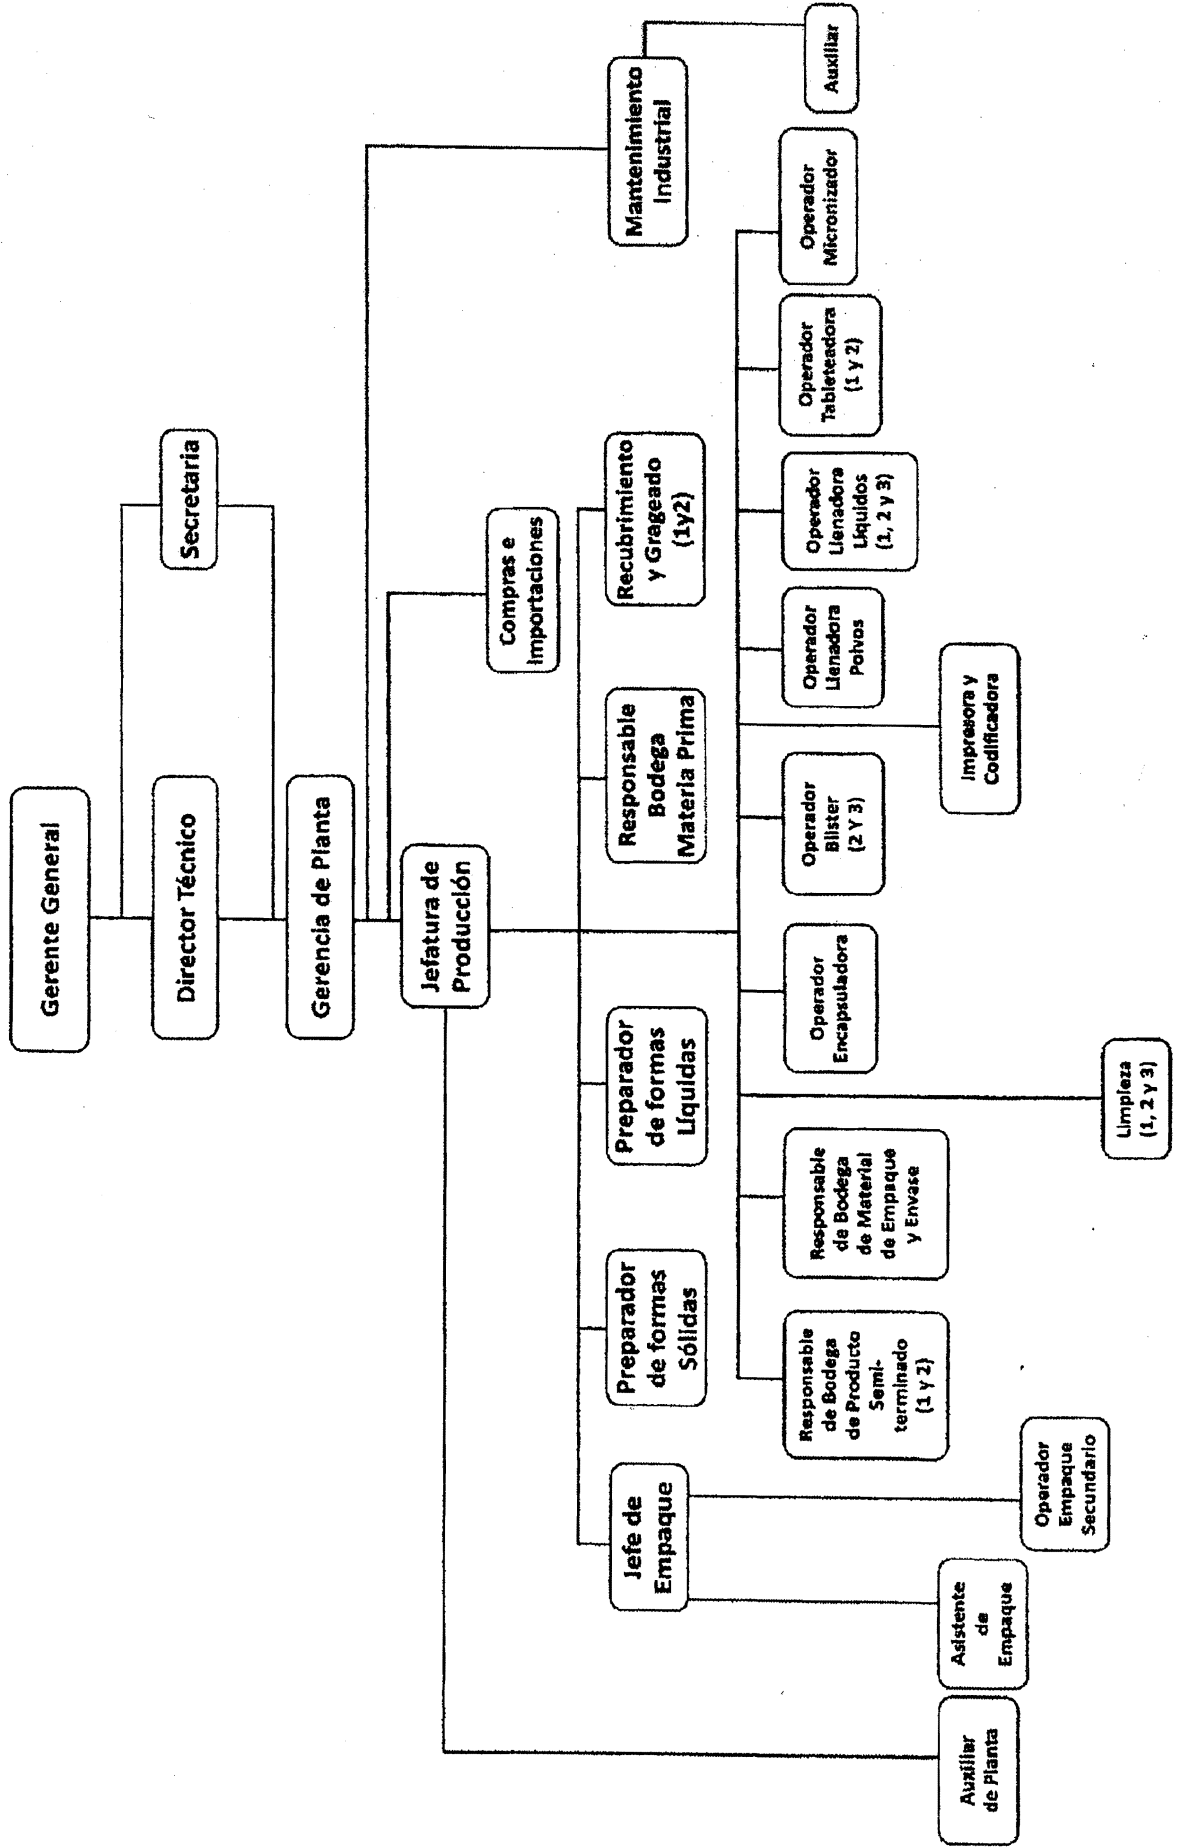 Gerente General
Secretaria
Director Técnico
Gerencia de Planta
Jefatura de
Producción
Compras e
Importaciones
Mantenimiento
Industrial
Auxiliar
Jefe de
Empaque
Preparador
de formas
Sólidas
Preparador
de formas
Líquidas
Responsable
Bodega
Materia Prima
Recubrimiento
y Grageado
(1y2)
Responsable
de Bodega
de Producto
Semi-
terminado
(1 y 2)
Responsable
de Bodega
de Material
de Empaque
y Envase
Operador
Encapsuladora
Operador
Blister
(2 Y 3)
Operador
Llenadora
Polvos
Operador
Llenadora
Líquidos
(1, 2 y 3)
Operador
Tableteadora
(1 y 2)
Operador
Micronizador
Auxiliar
de Planta
Asistente
de
Empaque
Operador
Empaque
Secundario
Limpieza
(1, 2 y 3)
Impresora y
Codificadora